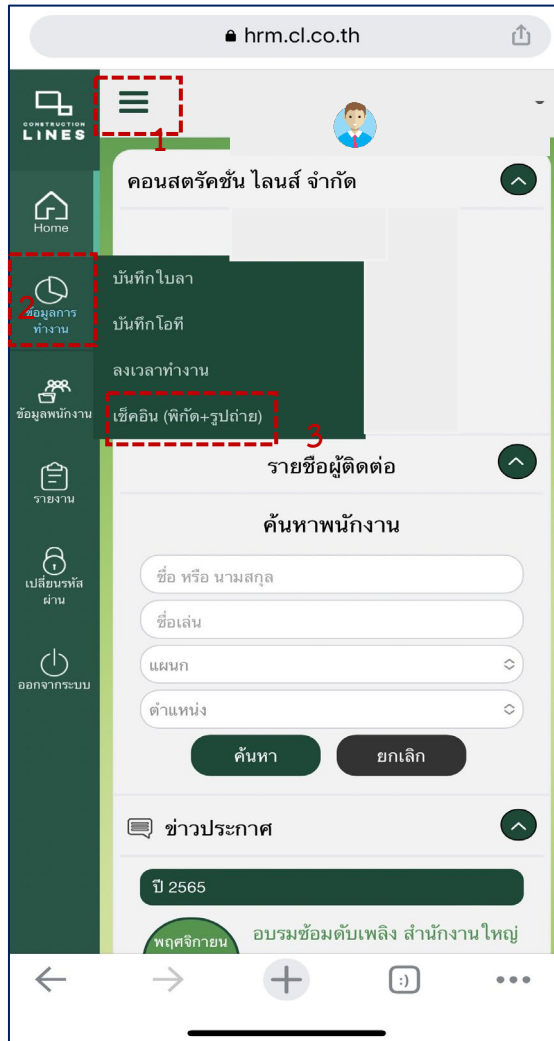 hrm.cl.co.th
CONSTRUCTION
LINES
1
คอนสตรัคชั่น ไลนส์ จำกัด
Home
2
ข้อมูลการ
ทำงาน
บันทึกใบลา
บันทึกโอที
ลงเวลาทำงาน
เช็คอิน (พิกัด+รูปถ่าย)
3
ข้อมูลพนักงาน
รายงาน
เปลี่ยนรหัส
ผ่าน
ออกจากระบบ
รายชื่อผู้ติดต่อ
ค้นหาพนักงาน
ชื่อ หรือ นามสกุล
ชื่อเล่น
แผนก
ตำแหน่ง
ค้นหา
ยกเลิก
ข่าวประกาศ
ปี 2565
พฤศจิกายน
อบรมซ้อมดับเพลิง สำนักงานใหญ่
:)